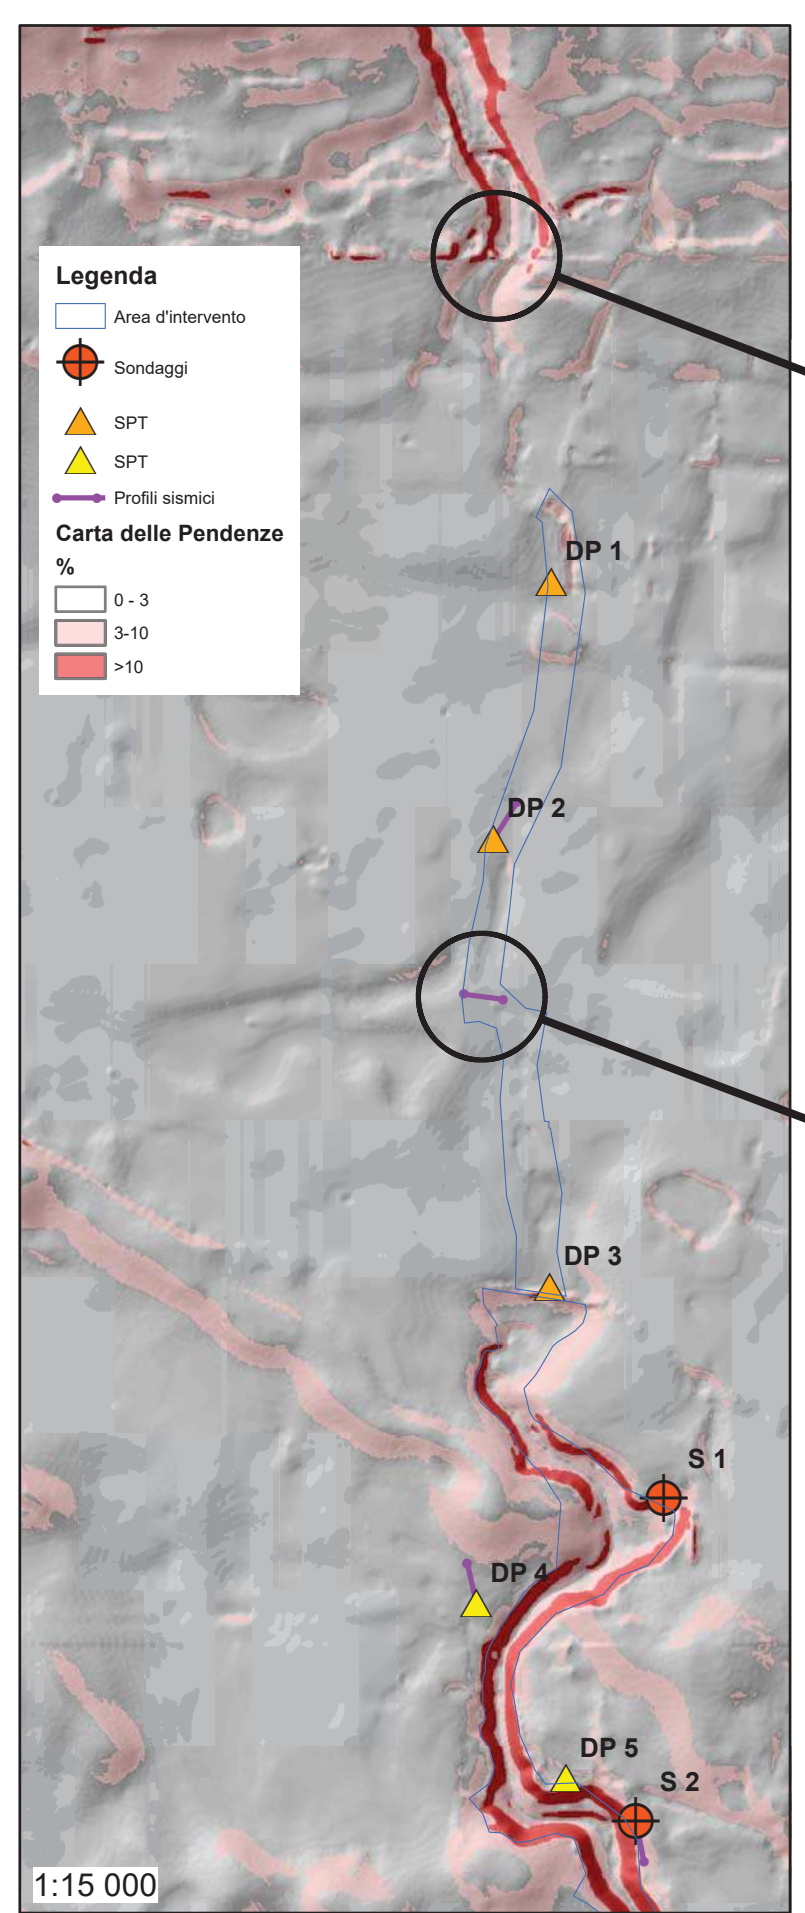 Legenda
Area d'intervento
Sondaggi
SPT
SPT
Profili sismici
Carta delle Pendenze
%
0 - 3
3-10
>10
DP 1
DP 2
DP 3
S 1
DP 4
DP 5
S 2
1:15 000